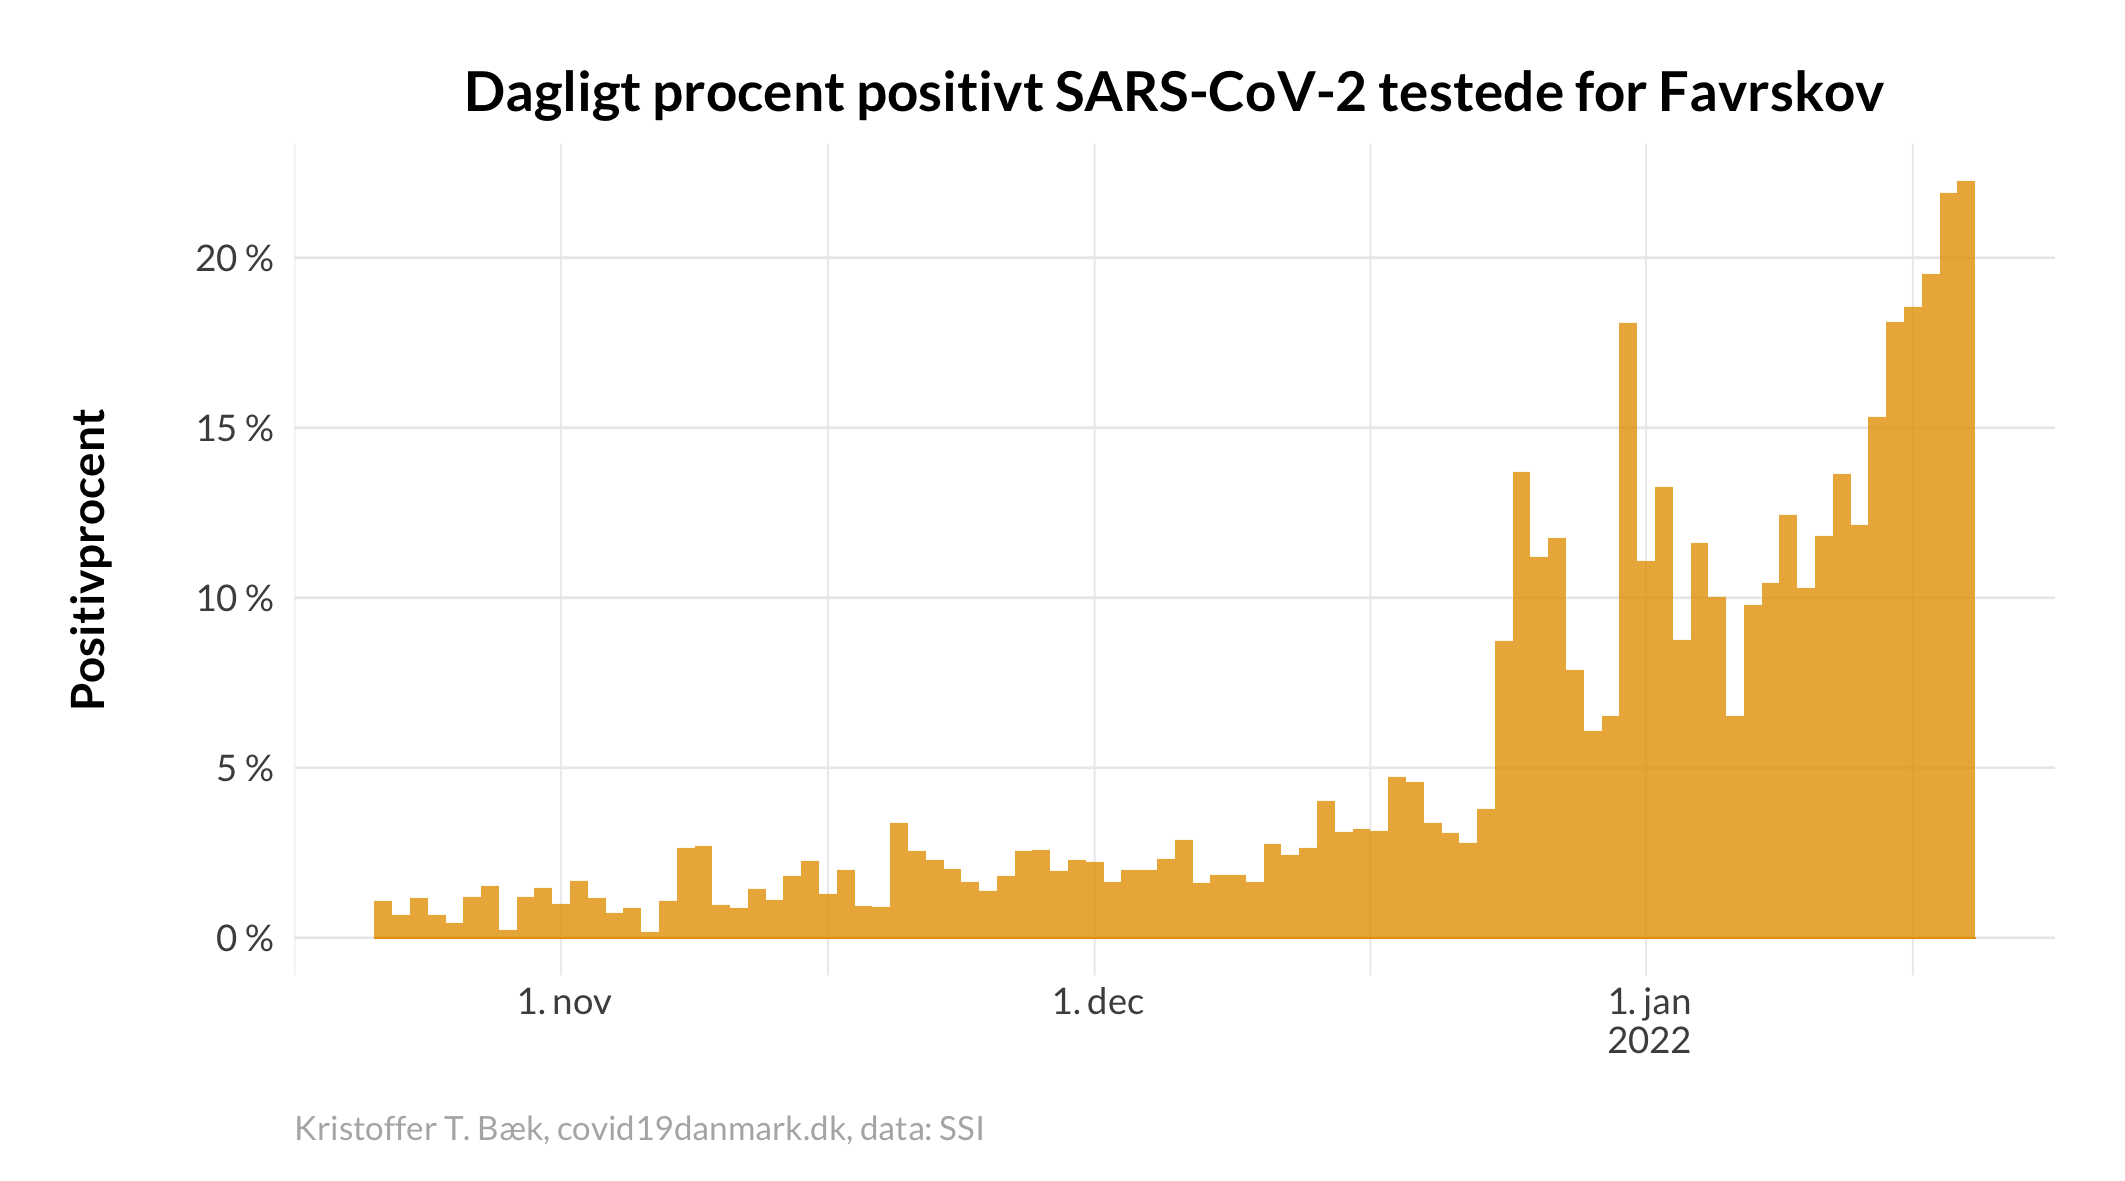 Dagligt procent positivt SARS-CoV-2 testede for Favrskov
Positivprocent
20 %
15 %
10 %
5 %
0 %
1. nov
1. dec
1. jan
2022
Kristoffer T. Bæk, covid19danmark.dk, data: SSI